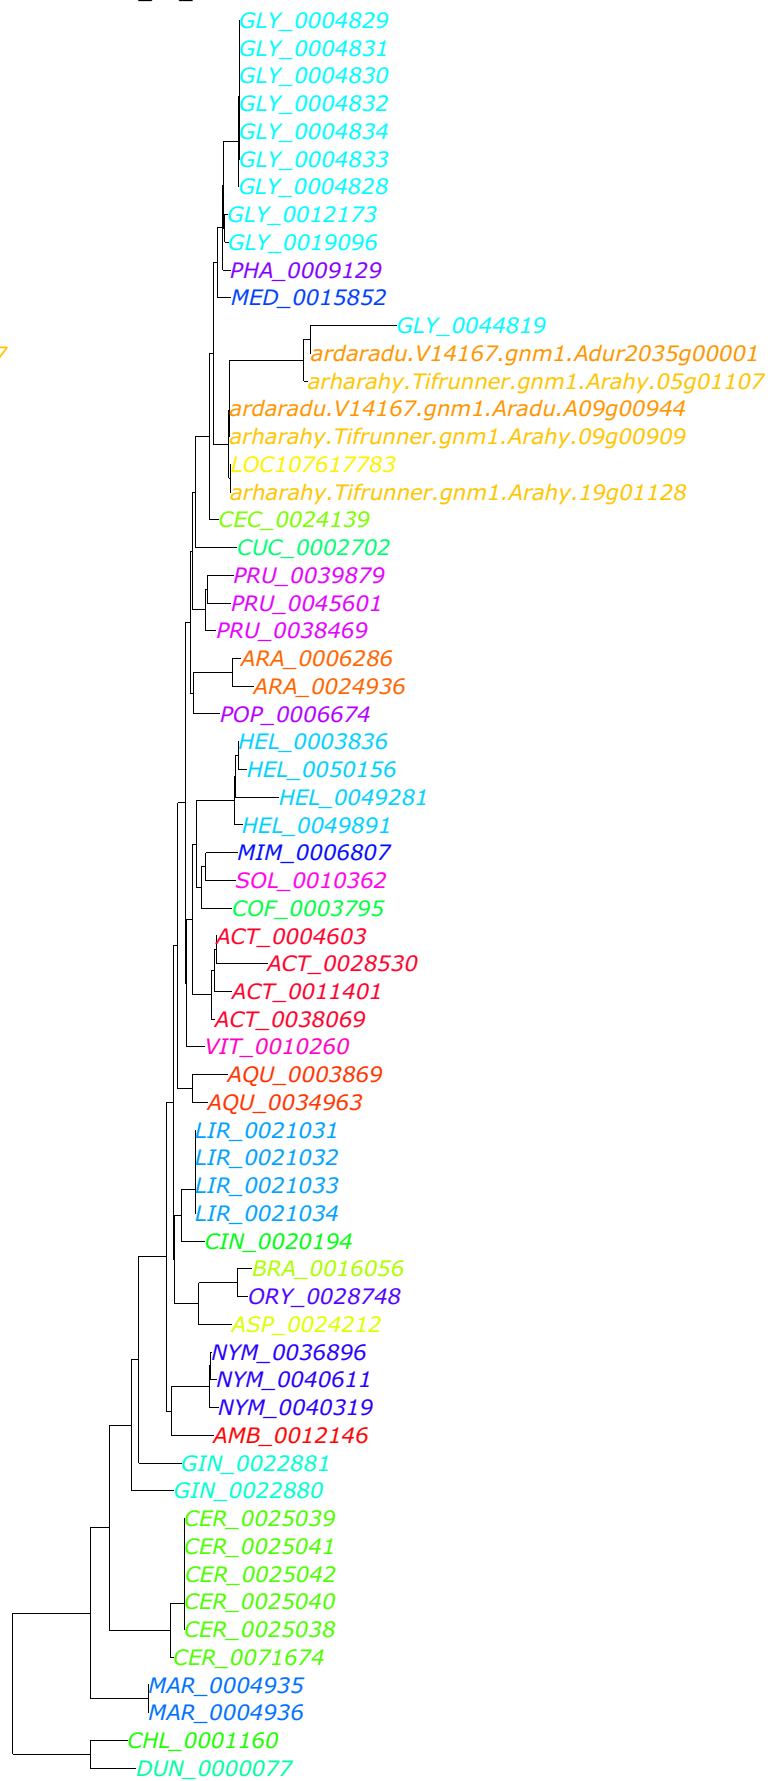 GLY_0004829
GLY_0004831
GLY_0004830
GLY_0004832
GLY_0004834
GLY_0004833
GLY_0004828
GLY_0012173
GLY_0019096
PHA_0009129
MED_0015852
GLY_0044819
ardaradu.V14167.gnm1.Adur2035g00001
arharahy.Tifrunner.gnm1.Arahy.05g01107
ardaradu.V14167.gnm1.Aradu.A09g00944
arharahy.Tifrunner.gnm1.Arahy.09g00909
LOC107617783
arharahy.Tifrunner.gnm1.Arahy.19g01128
CEC_0024139
CUC_0002702
PRU_0039879
PRU_0045601
PRU_0038469
ARA_0006286
ARA_0024936
POP_0006674
HEL_0003836
HEL_0050156
HEL_0049281
HEL_0049891
MIM_0006807
SOL_0010362
COF_0003795
ACT_0004603
ACT_0028530
ACT_0011401
ACT_0038069
VIT_0010260
AQU_0003869
AQU_0034963
LIR_0021031
LIR_0021032
LIR_0021033
LIR_0021034
CIN_0020194
BRA_0016056
ORY_0028748
ASP_0024212
NYM_0036896
NYM_0040611
NYM_0040319
AMB_0012146
GIN_0022881
GIN_0022880
CER_0025039
CER_0025041
CER_0025042
CER_0025040
CER_0025038
CER_0071674
MAR_0004935
MAR_0004936
CHL_0001160
DUN_0000077